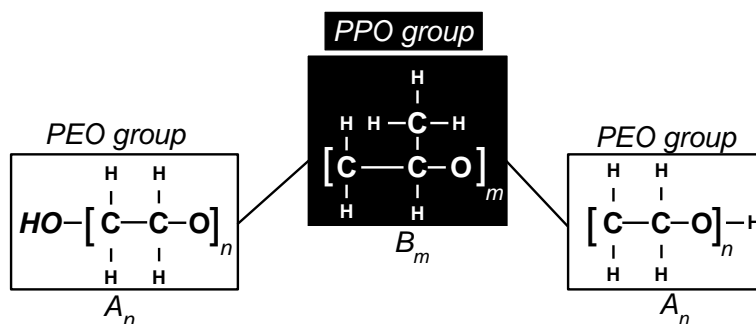 PPO group
H
H H–C–H
[C–C–O]m
H H
Bm
PEO group
H H
HO–[C–C–O]n
H H
An
PEO group
H H
[C–C–O]n–H
H H
An